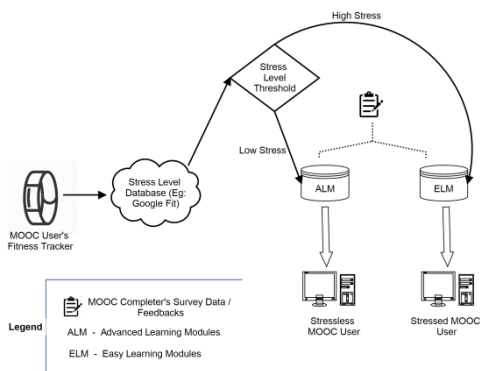 High Stress
Stress
Level
Threshold
Low Stress
Stress Level
Database (Eg:
Google Fit)
ALM
ELM
MOOC User's
Fitness Tracker
Stressless
MOOC User
Stressed MOOC
User
Legend
MOOC Completer's Survey Data /
Feedbacks
ALM - Advanced Learning Modules
ELM - Easy Learning Modules